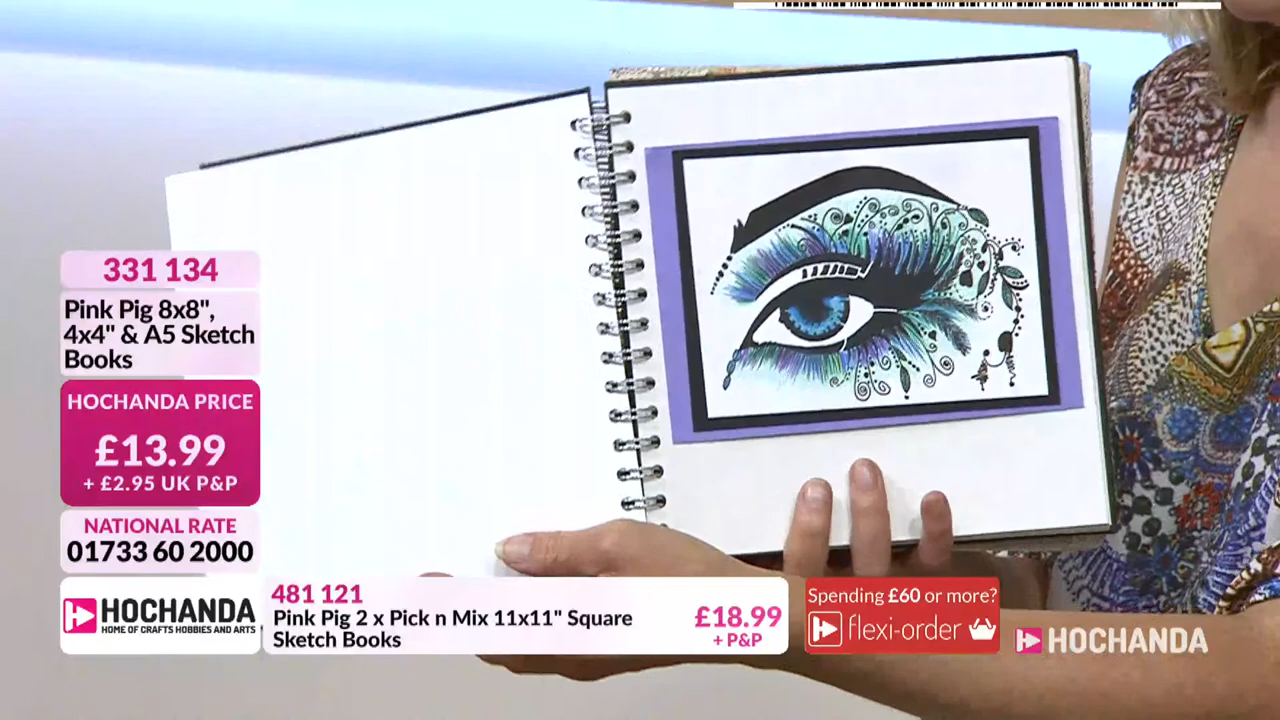 331 134
Pink Pig 8x8",
4x4" & A5 Sketch
Books
HOCHANDA PRICE
£13.99
+ £2.95 UK P&P
NATIONAL RATE
01733 60 2000
HOCHANDA
HOME OF CRAFTS HOBBIES AND ARTS
481 121
Pink Pig 2 x Pick n Mix 11x11" Square
Sketch Books
£18.99
+ P&P
Spending £60 or more?
flexi-order
HOCHANDA